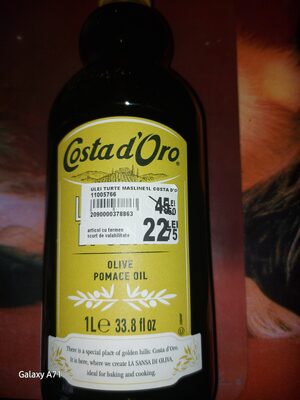 Costa d'Oro®
ULEI TURTE MASLINE1L COSTA D'O
11005766
2090000378863
articol cu termen
scurt de valabilitate
45 LEI
22 LEI
75
OLIVE
POMACE OIL
1L e 33.8 fl oz
There is a special place of golden hills: Costa d'Oro.
It is here, where we create LA SANSA DI OLIVA,
ideal for baking and cooking.
Galaxy A71